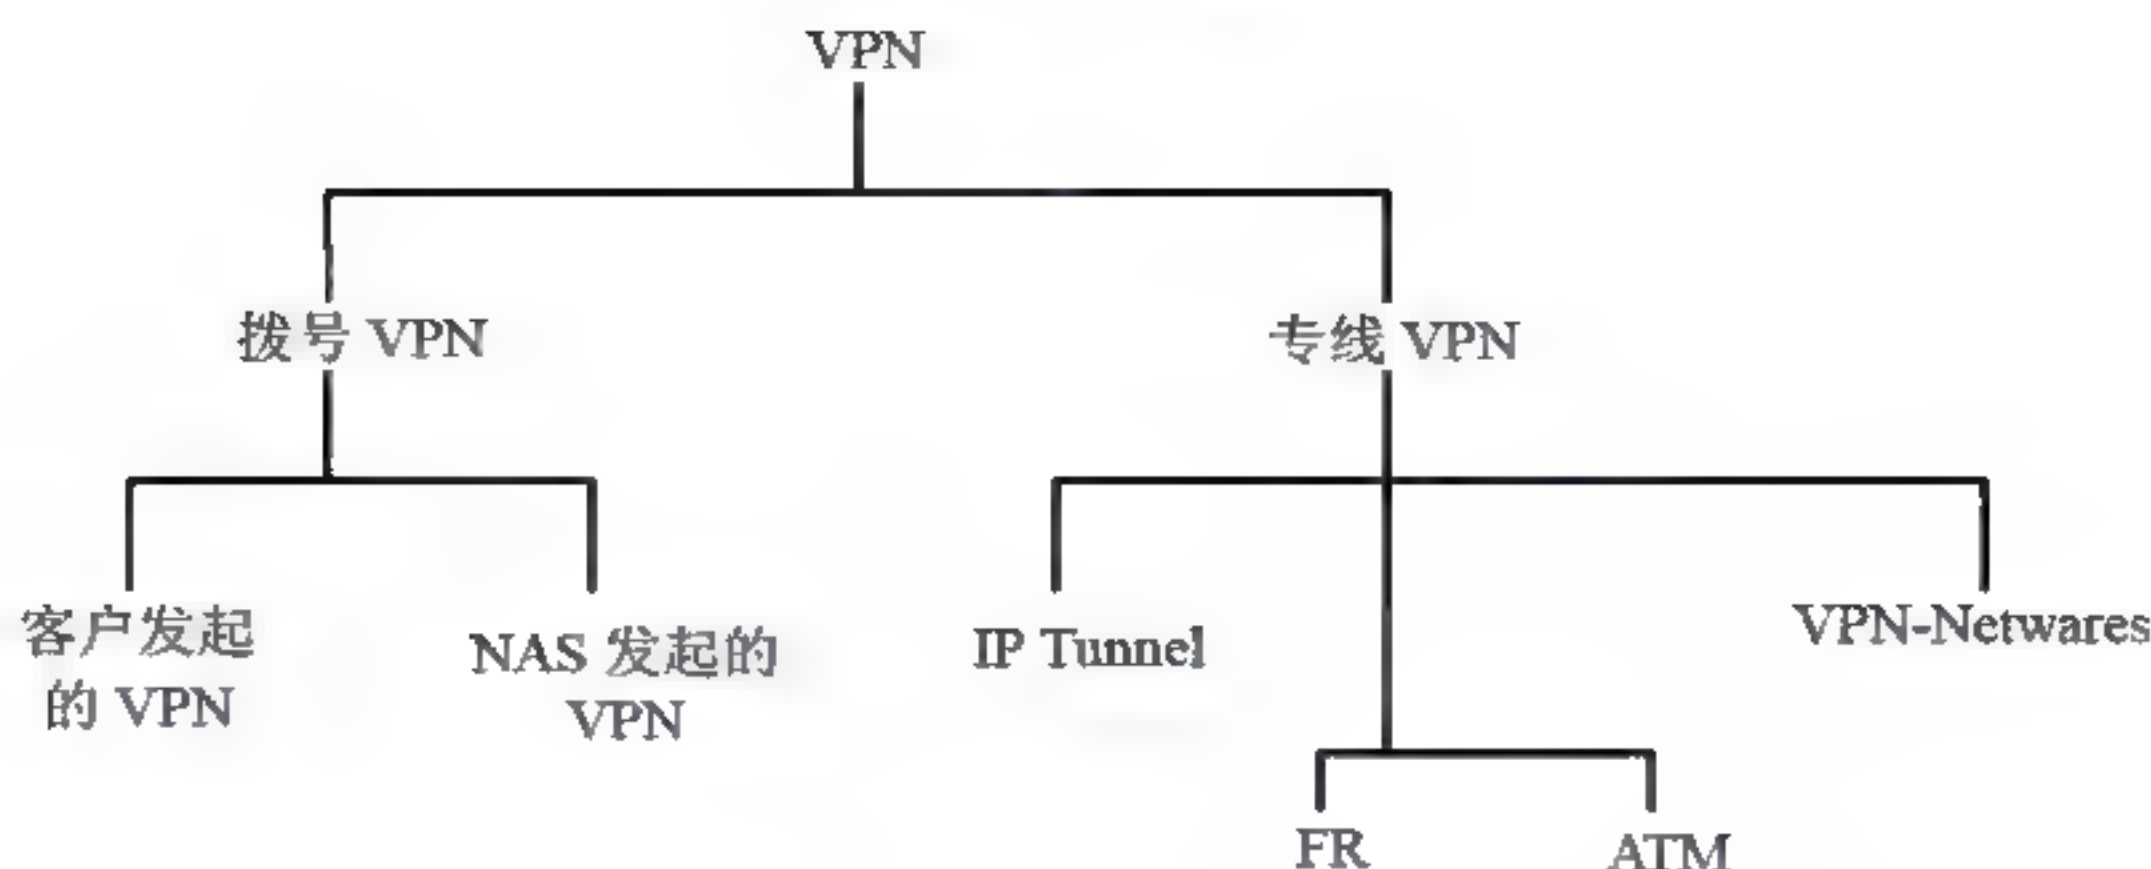 VPN
拨号 VPN
专线 VPN
客户发起
的 VPN
NAS 发起的
VPN
IP Tunnel
VPN-Netwares
FR
ATM